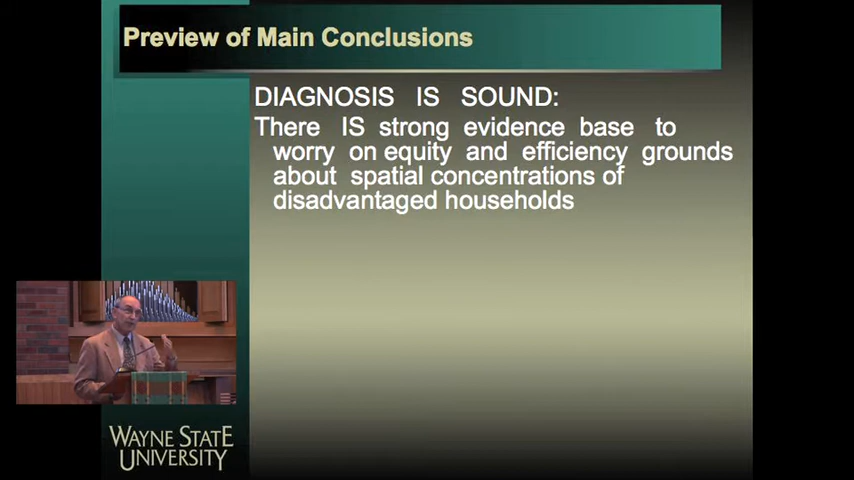 Preview of Main Conclusions
DIAGNOSIS IS SOUND:
There IS strong evidence base to
worry on equity and efficiency grounds
about spatial concentrations of
disadvantaged households
WAYNE STATE
UNIVERSITY